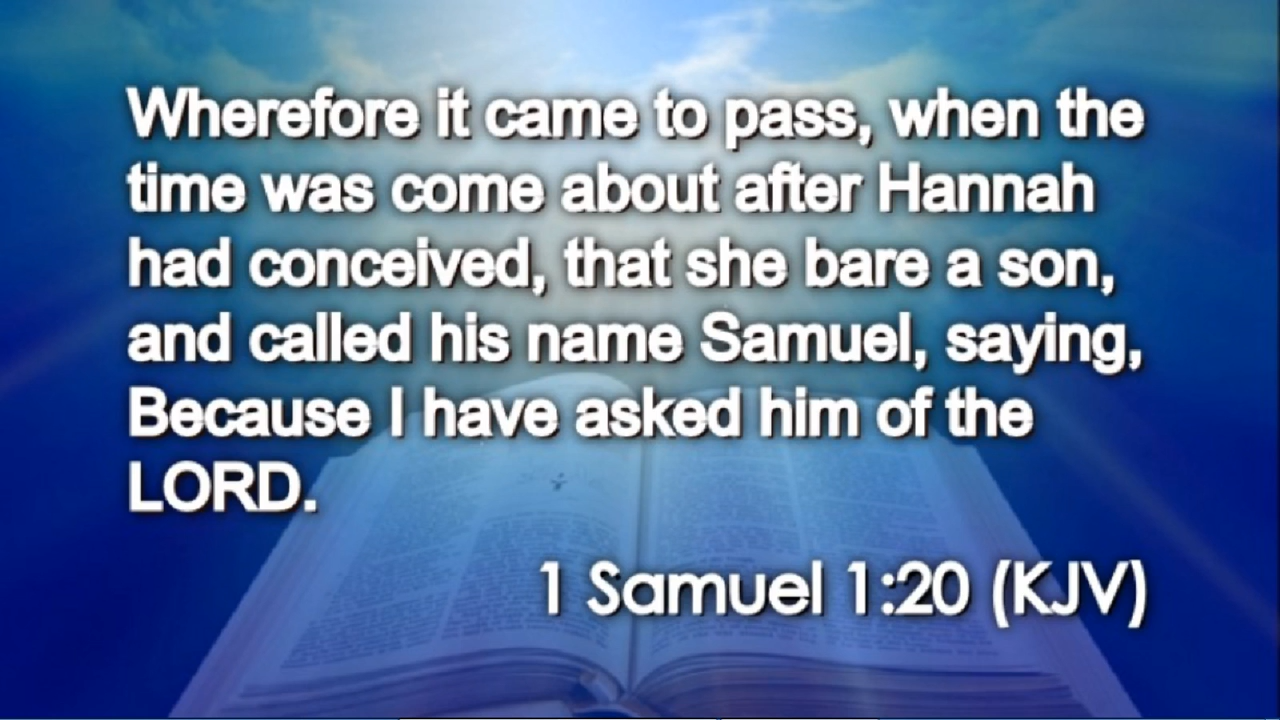 Wherefore it came to pass, when the
time was come about after Hannah
had conceived, that she bare a son,
and called his name Samuel, saying,
Because I have asked him of the
LORD.
1 Samuel 1:20 (KJV)